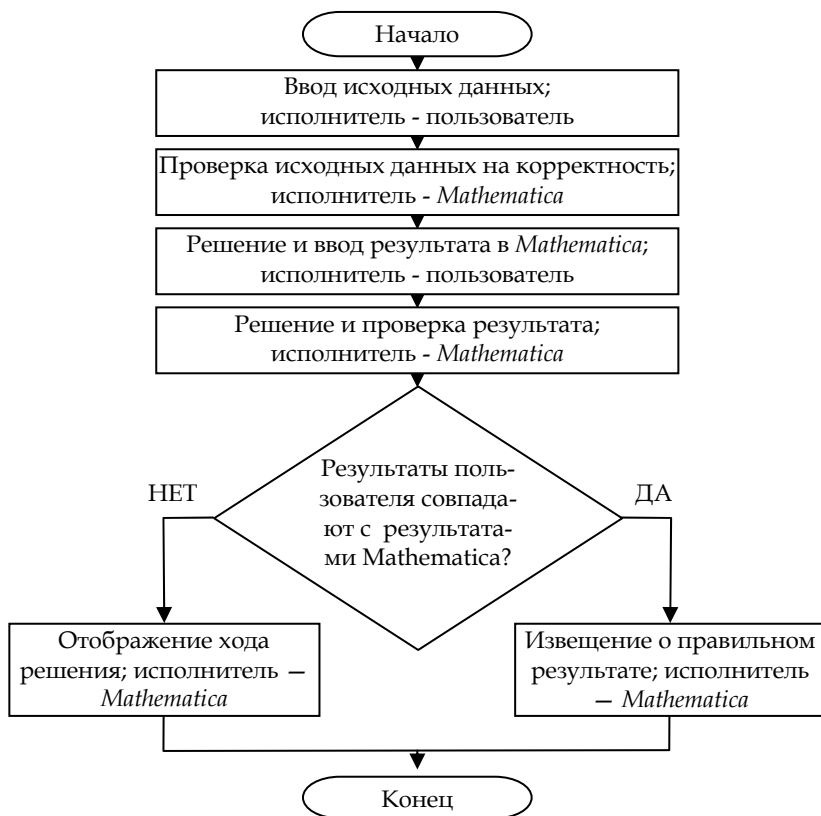 Начало
Ввод исходных данных;
исполнитель - пользователь
Проверка исходных данных на корректность;
исполнитель - Mathematica
Решение и ввод результата в Mathematica;
исполнитель - пользователь
Решение и проверка результата;
исполнитель - Mathematica
Результаты поль-
зователя совпада-
ют с результата-
ми Mathematica?
НЕТ
ДА
Отображение хода
решения; исполнитель —
Mathematica
Извещение о правильном
результате; исполнитель
— Mathematica
Конец